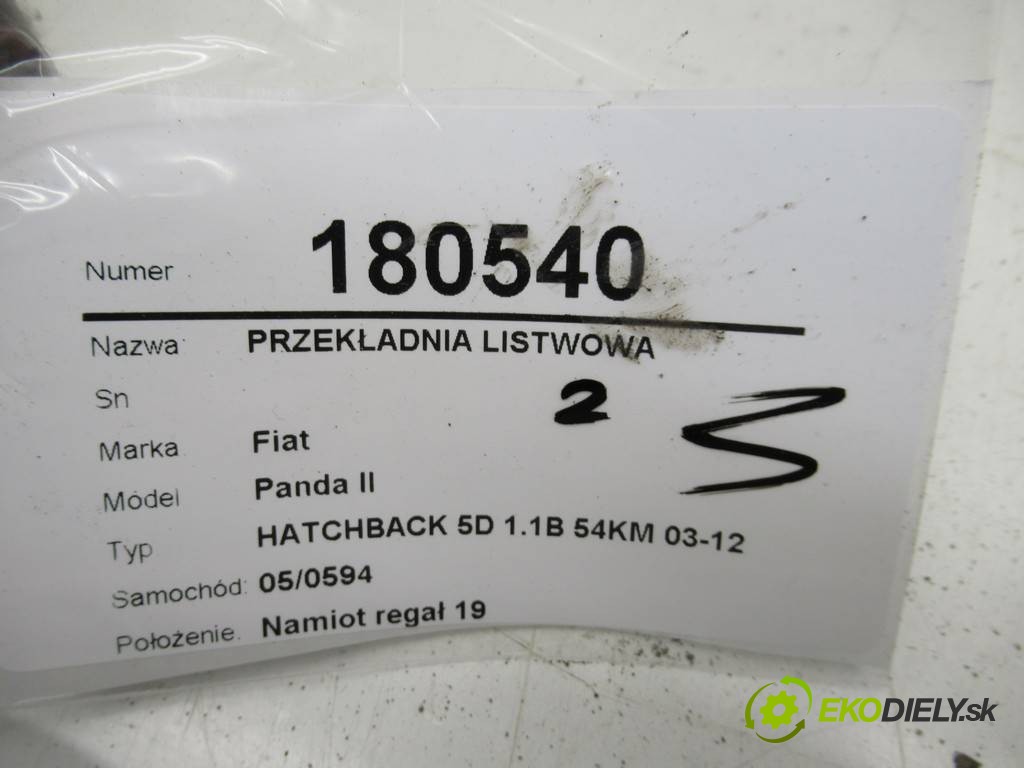 Numer 180540
Nazwa PRZEKŁADNIA LISTWOWA
Sn
2
Marka Fiat
Model Panda II
Typ HATCHBACK 5D 1.1B 54KM 03-12
Samochód: 05/0594
Położenie. Namiot regał 19
EKODIELY.sk